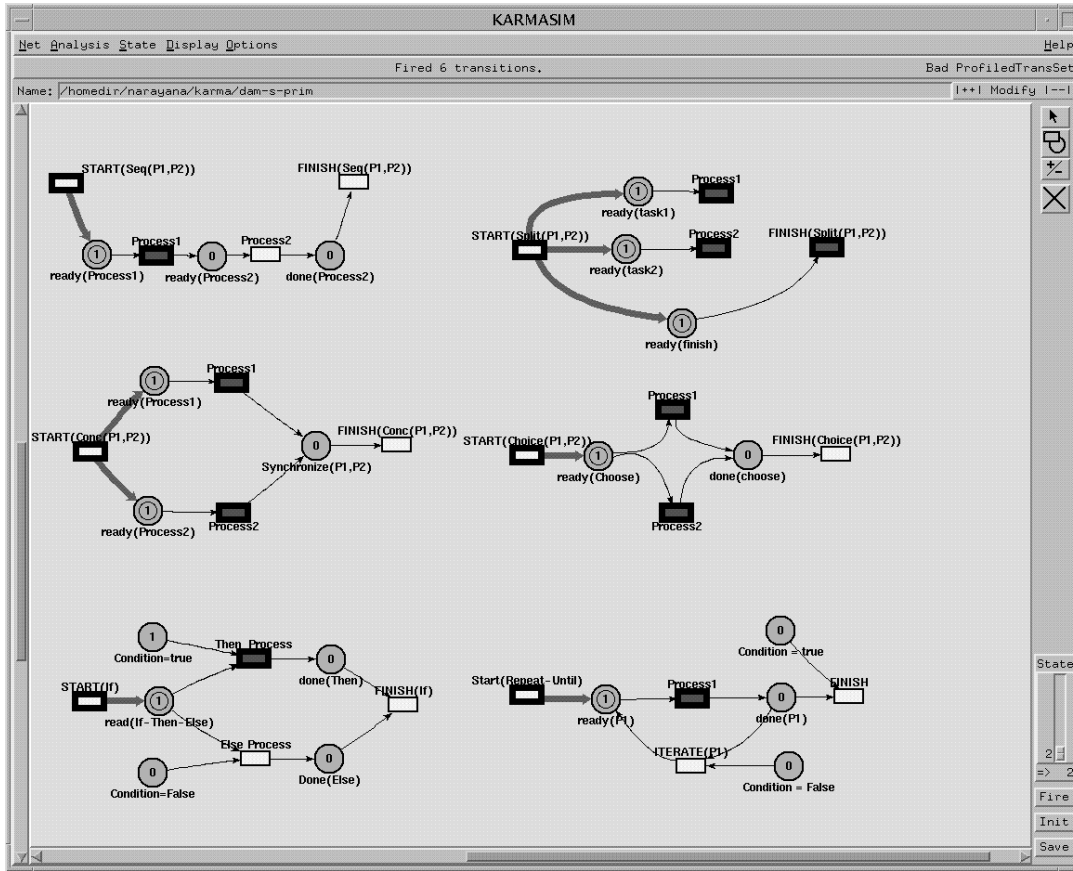 KARMASIM
Net Analysis State Display Options Help
Fired 6 transitions. Bad ProfiledTransSet
Name: /homedir/narayana/karma/dam-s-prim |++| Modify |--|
START(Seq(P1,P2))
FINISH(Seq(P1,P2))
1
ready(Process1)
Process1
0
ready(Process2)
Process2
0
done(Process2)
START(Split(P1,P2))
1
ready(task1)
Process1
1
ready(task2)
Process2
1
ready(finish)
FINISH(Split(P1,P2))
START(Conc(P1,P2))
1
ready(Process1)
Process1
1
ready(Process2)
Process2
0
Synchronize(P1,P2)
FINISH(Conc(P1,P2))
START(Choice(P1,P2))
1
ready(Choose)
Process1
Process2
0
done(choose)
FINISH(Choice(P1,P2))
1
Condition=true
START(If)
1
read(If-Then-Else)
0
Condition=False
Then Process
Else Process
0
done(Then)
0
Done(Else)
FINISH(If)
Start(Repeat-Until)
1
ready(P1)
Process1
0
done(P1)
0
Condition = true
FINISH
ITERATE(P1)
0
Condition = False
+/-
State
2
=> 2
Fire
Init
Save